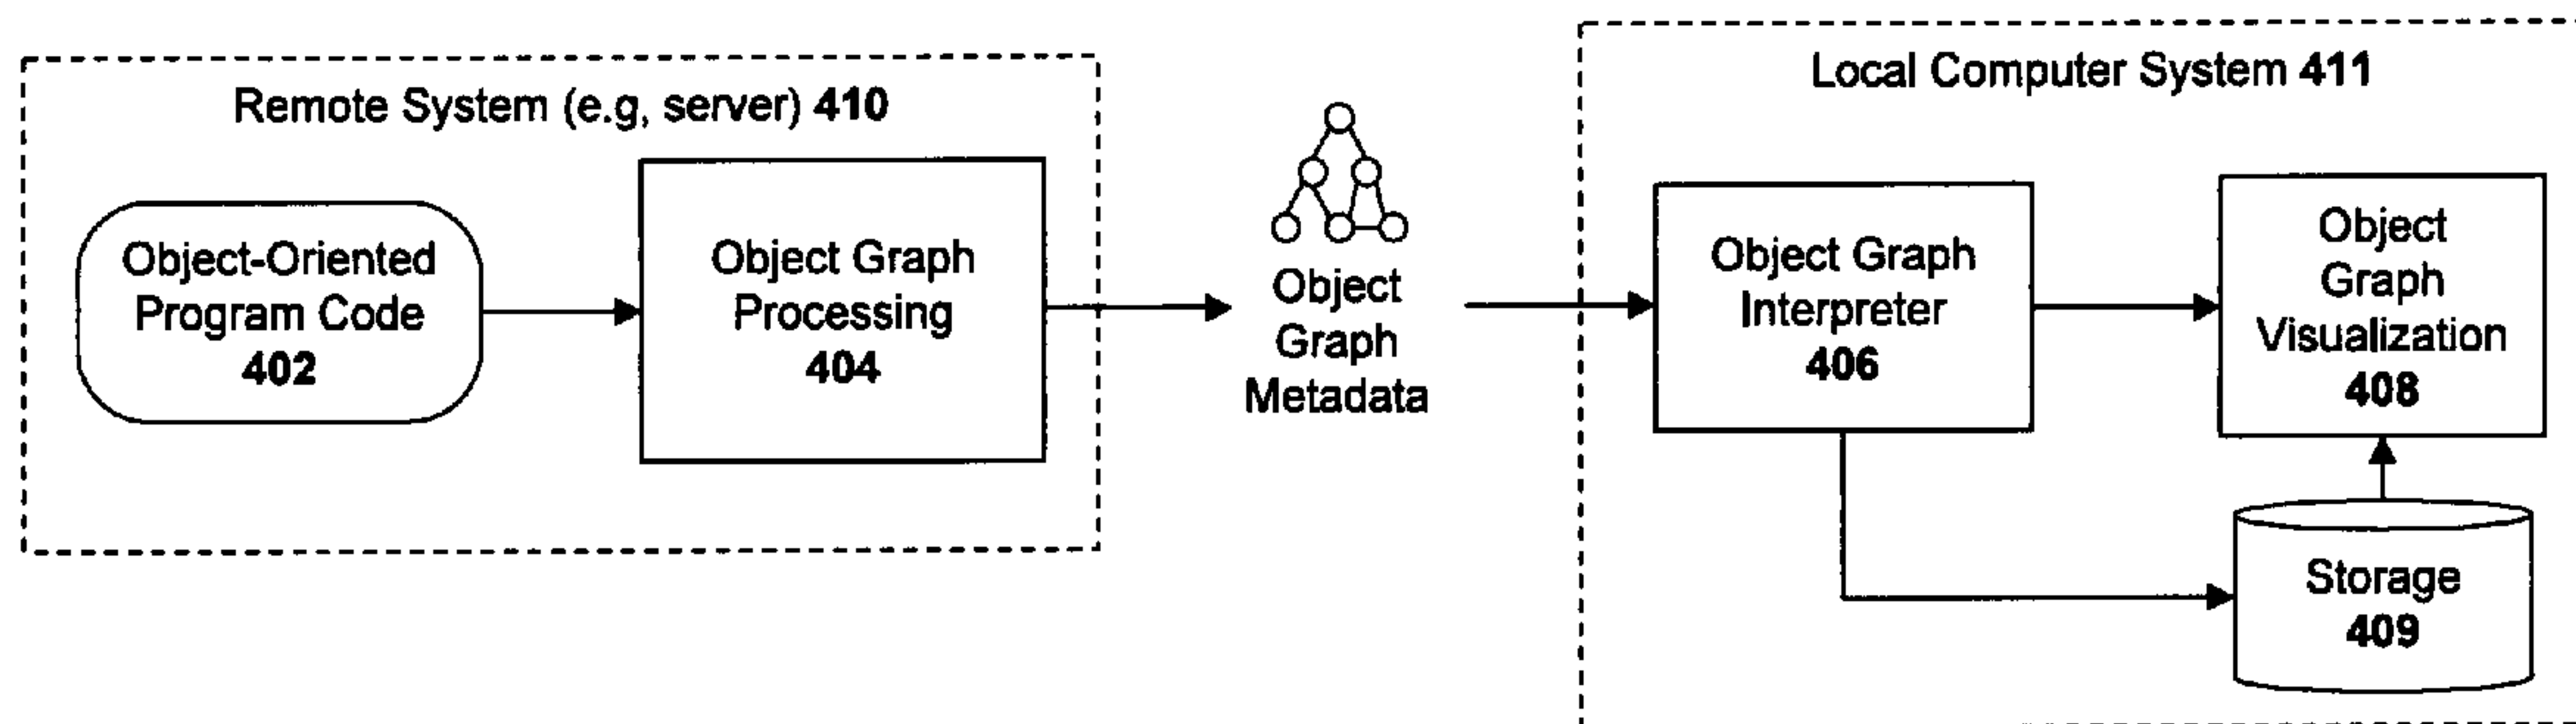 Remote System (e.g, server) 410
Object-Oriented
Program Code
402
Object Graph
Processing
404
Object
Graph
Metadata
Local Computer System 411
Object Graph
Interpreter
406
Object
Graph
Visualization
408
Storage
409